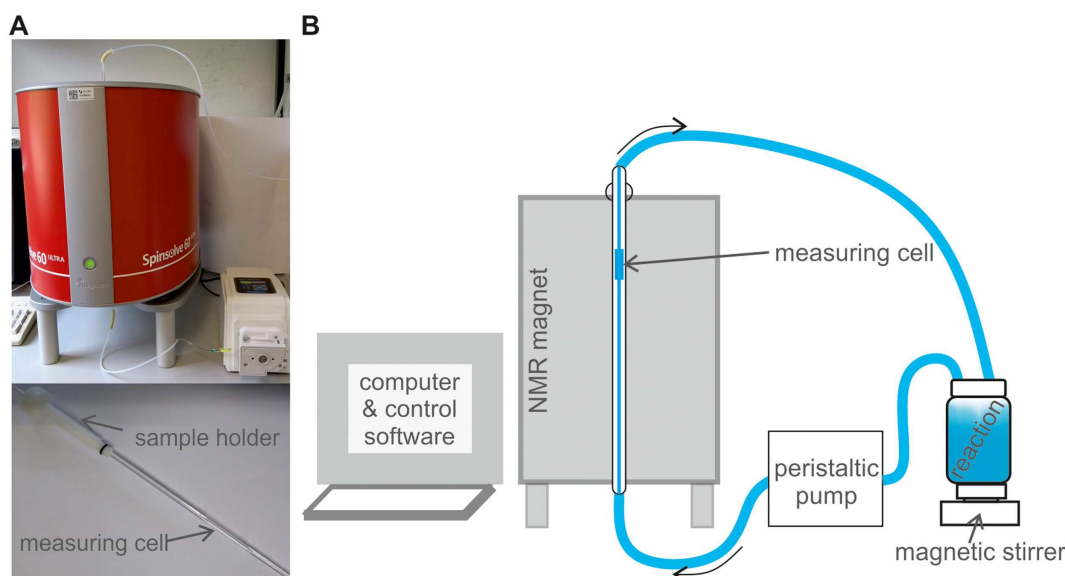 A
B
Spinsolve 60
ve 60 ULTRA
sample holder
measuring cell
NMR magnet
measuring cell
computer
& control
software
peristaltic
pump
reaction
magnetic stirrer